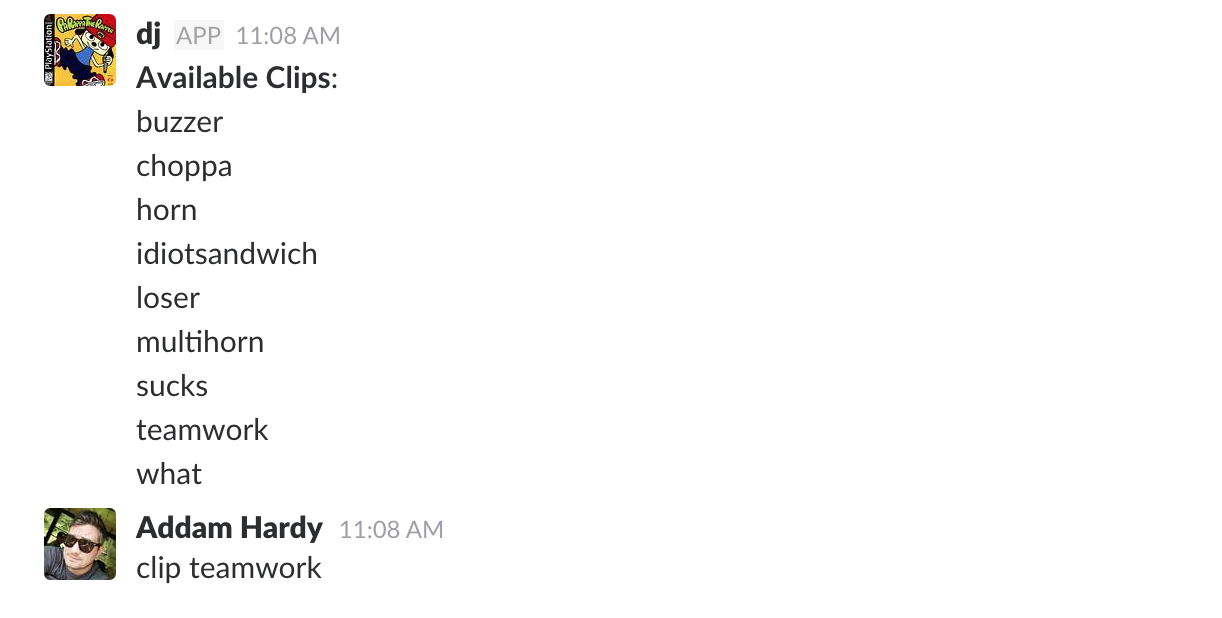 PaRappa The Rapper
PlayStation
dj APP 11:08 AM
Available Clips:
buzzer
choppa
horn
idiotsandwich
loser
multihorn
sucks
teamwork
what
Addam Hardy 11:08 AM
clip teamwork